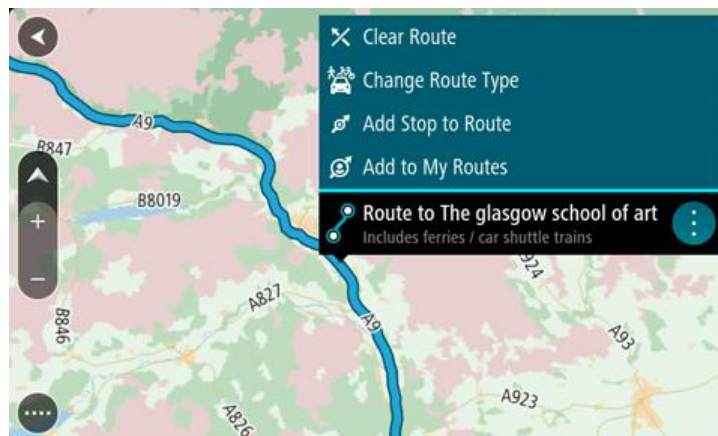 Clear Route
Change Route Type
Add Stop to Route
Add to My Routes
Route to The glasgow school of art
Includes ferries / car shuttle trains
A9
B847
B8019
A827
A9
B846
A924
A93
A923
A826